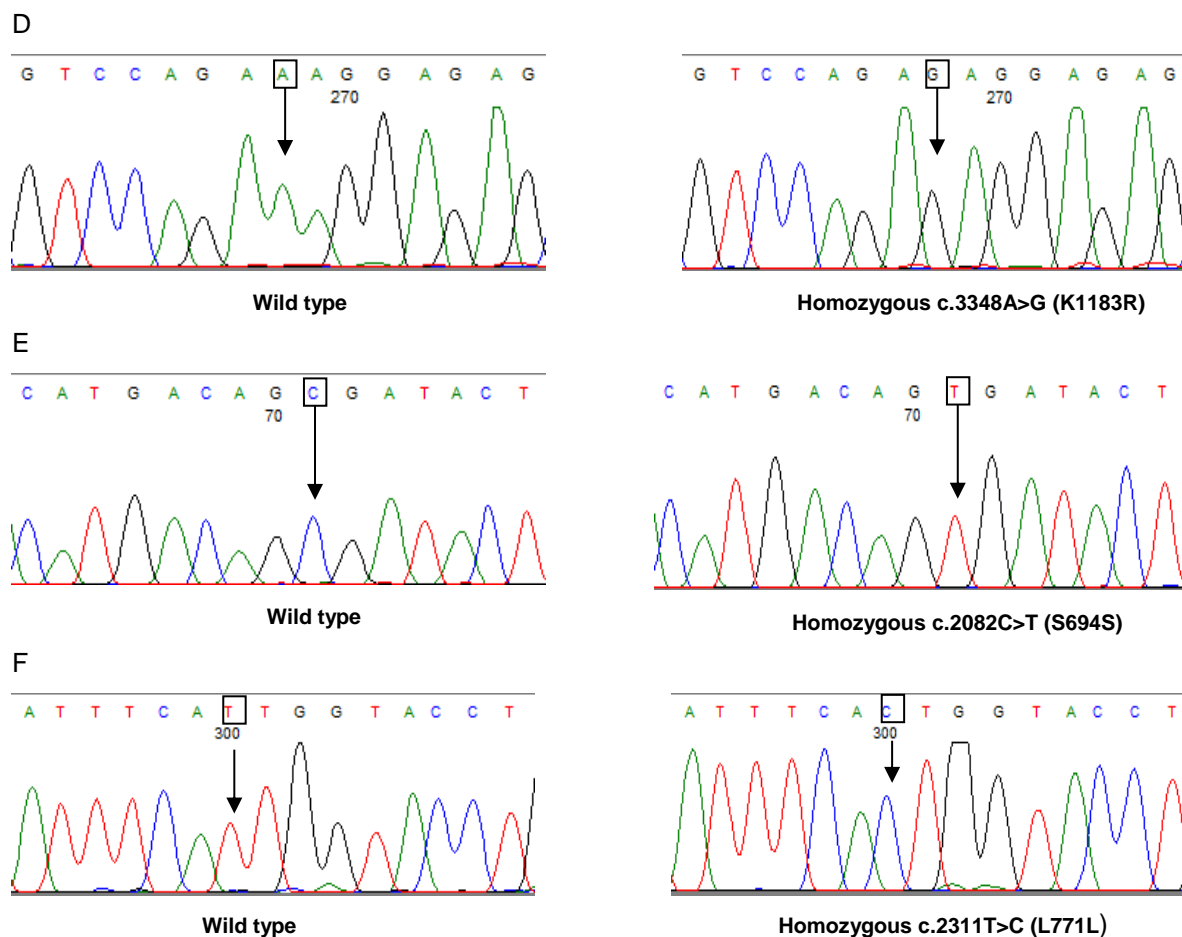 D
G T C C A G A A A G G A G A G
270
Wild type
G T C C A G A G A G G A G A G
270
Homozygous c.3348A>G (K1183R)
E
C A T G A C A G C G A T A C T
70
Wild type
C A T G A C A G T G A T A C T
70
Homozygous c.2082C>T (S694S)
F
A T T T C A T T G G T A C C T
300
Wild type
A T T T C A C T G G T A C C T
300
Homozygous c.2311T>C (L771L)